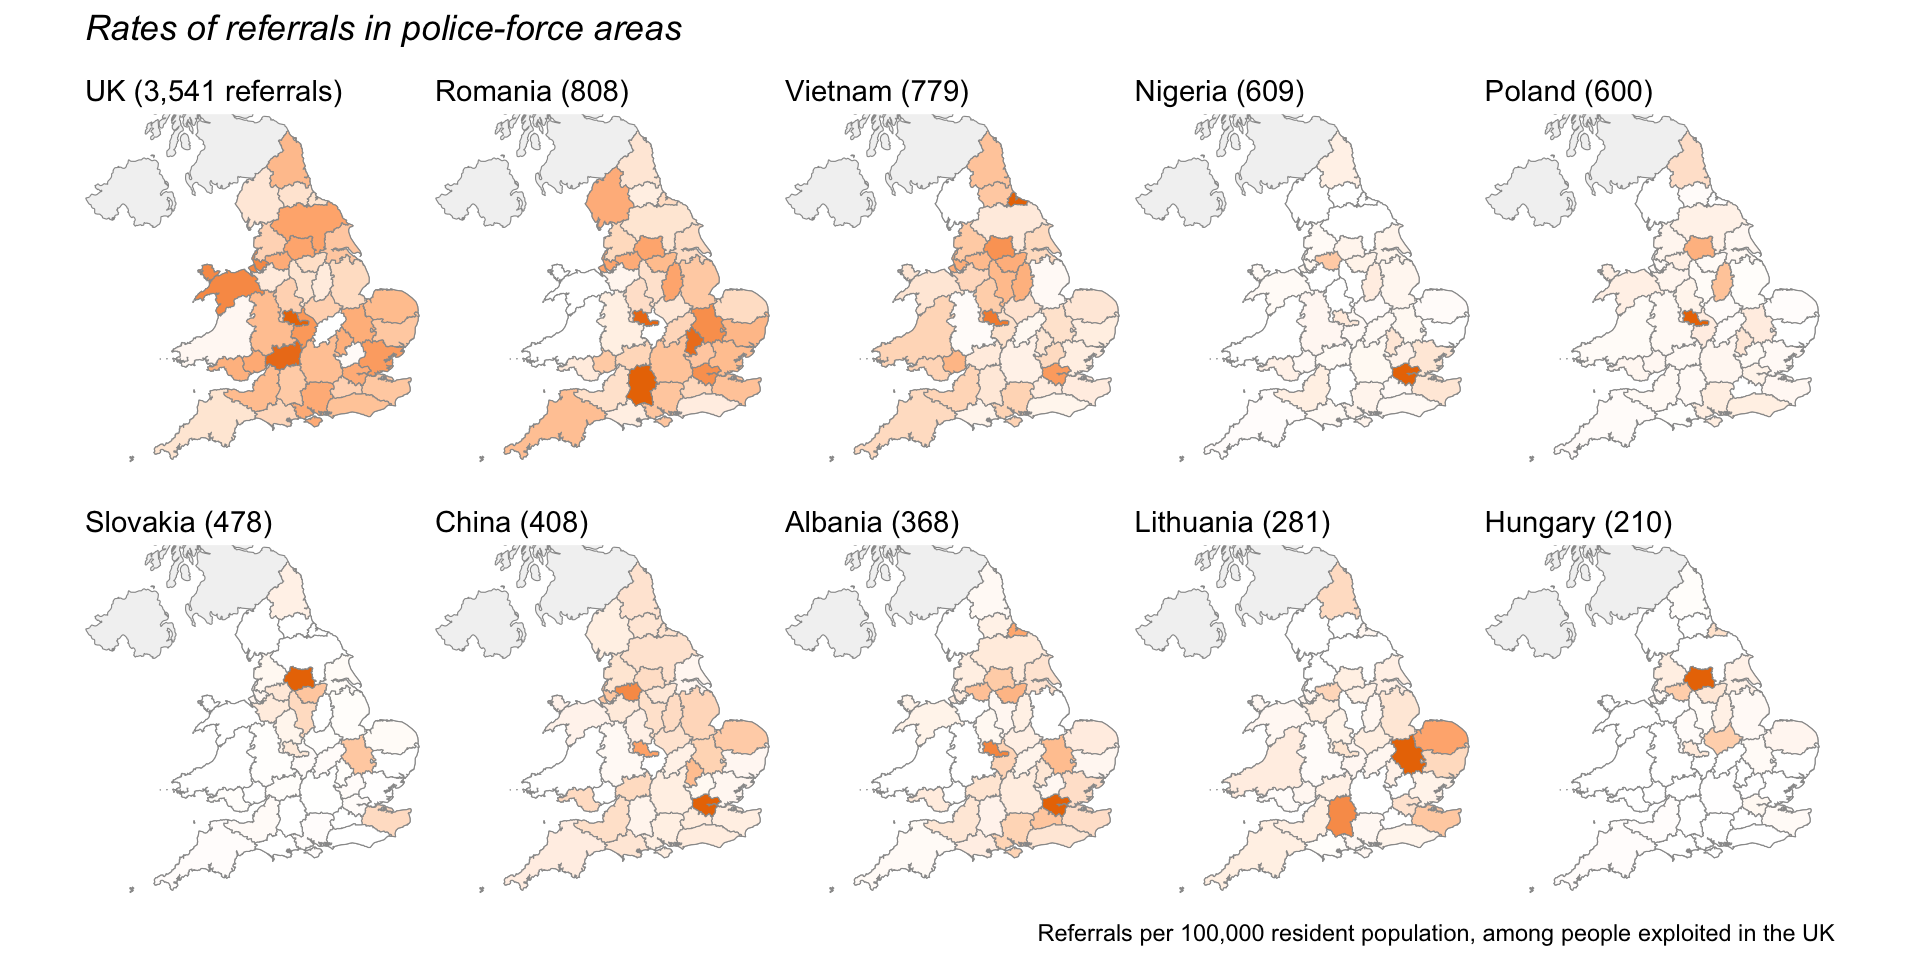 Rates of referrals in police-force areas
UK (3,541 referrals)
Romania (808)
Vietnam (779)
Nigeria (609)
Poland (600)
Slovakia (478)
China (408)
Albania (368)
Lithuania (281)
Hungary (210)
Referrals per 100,000 resident population, among people exploited in the UK